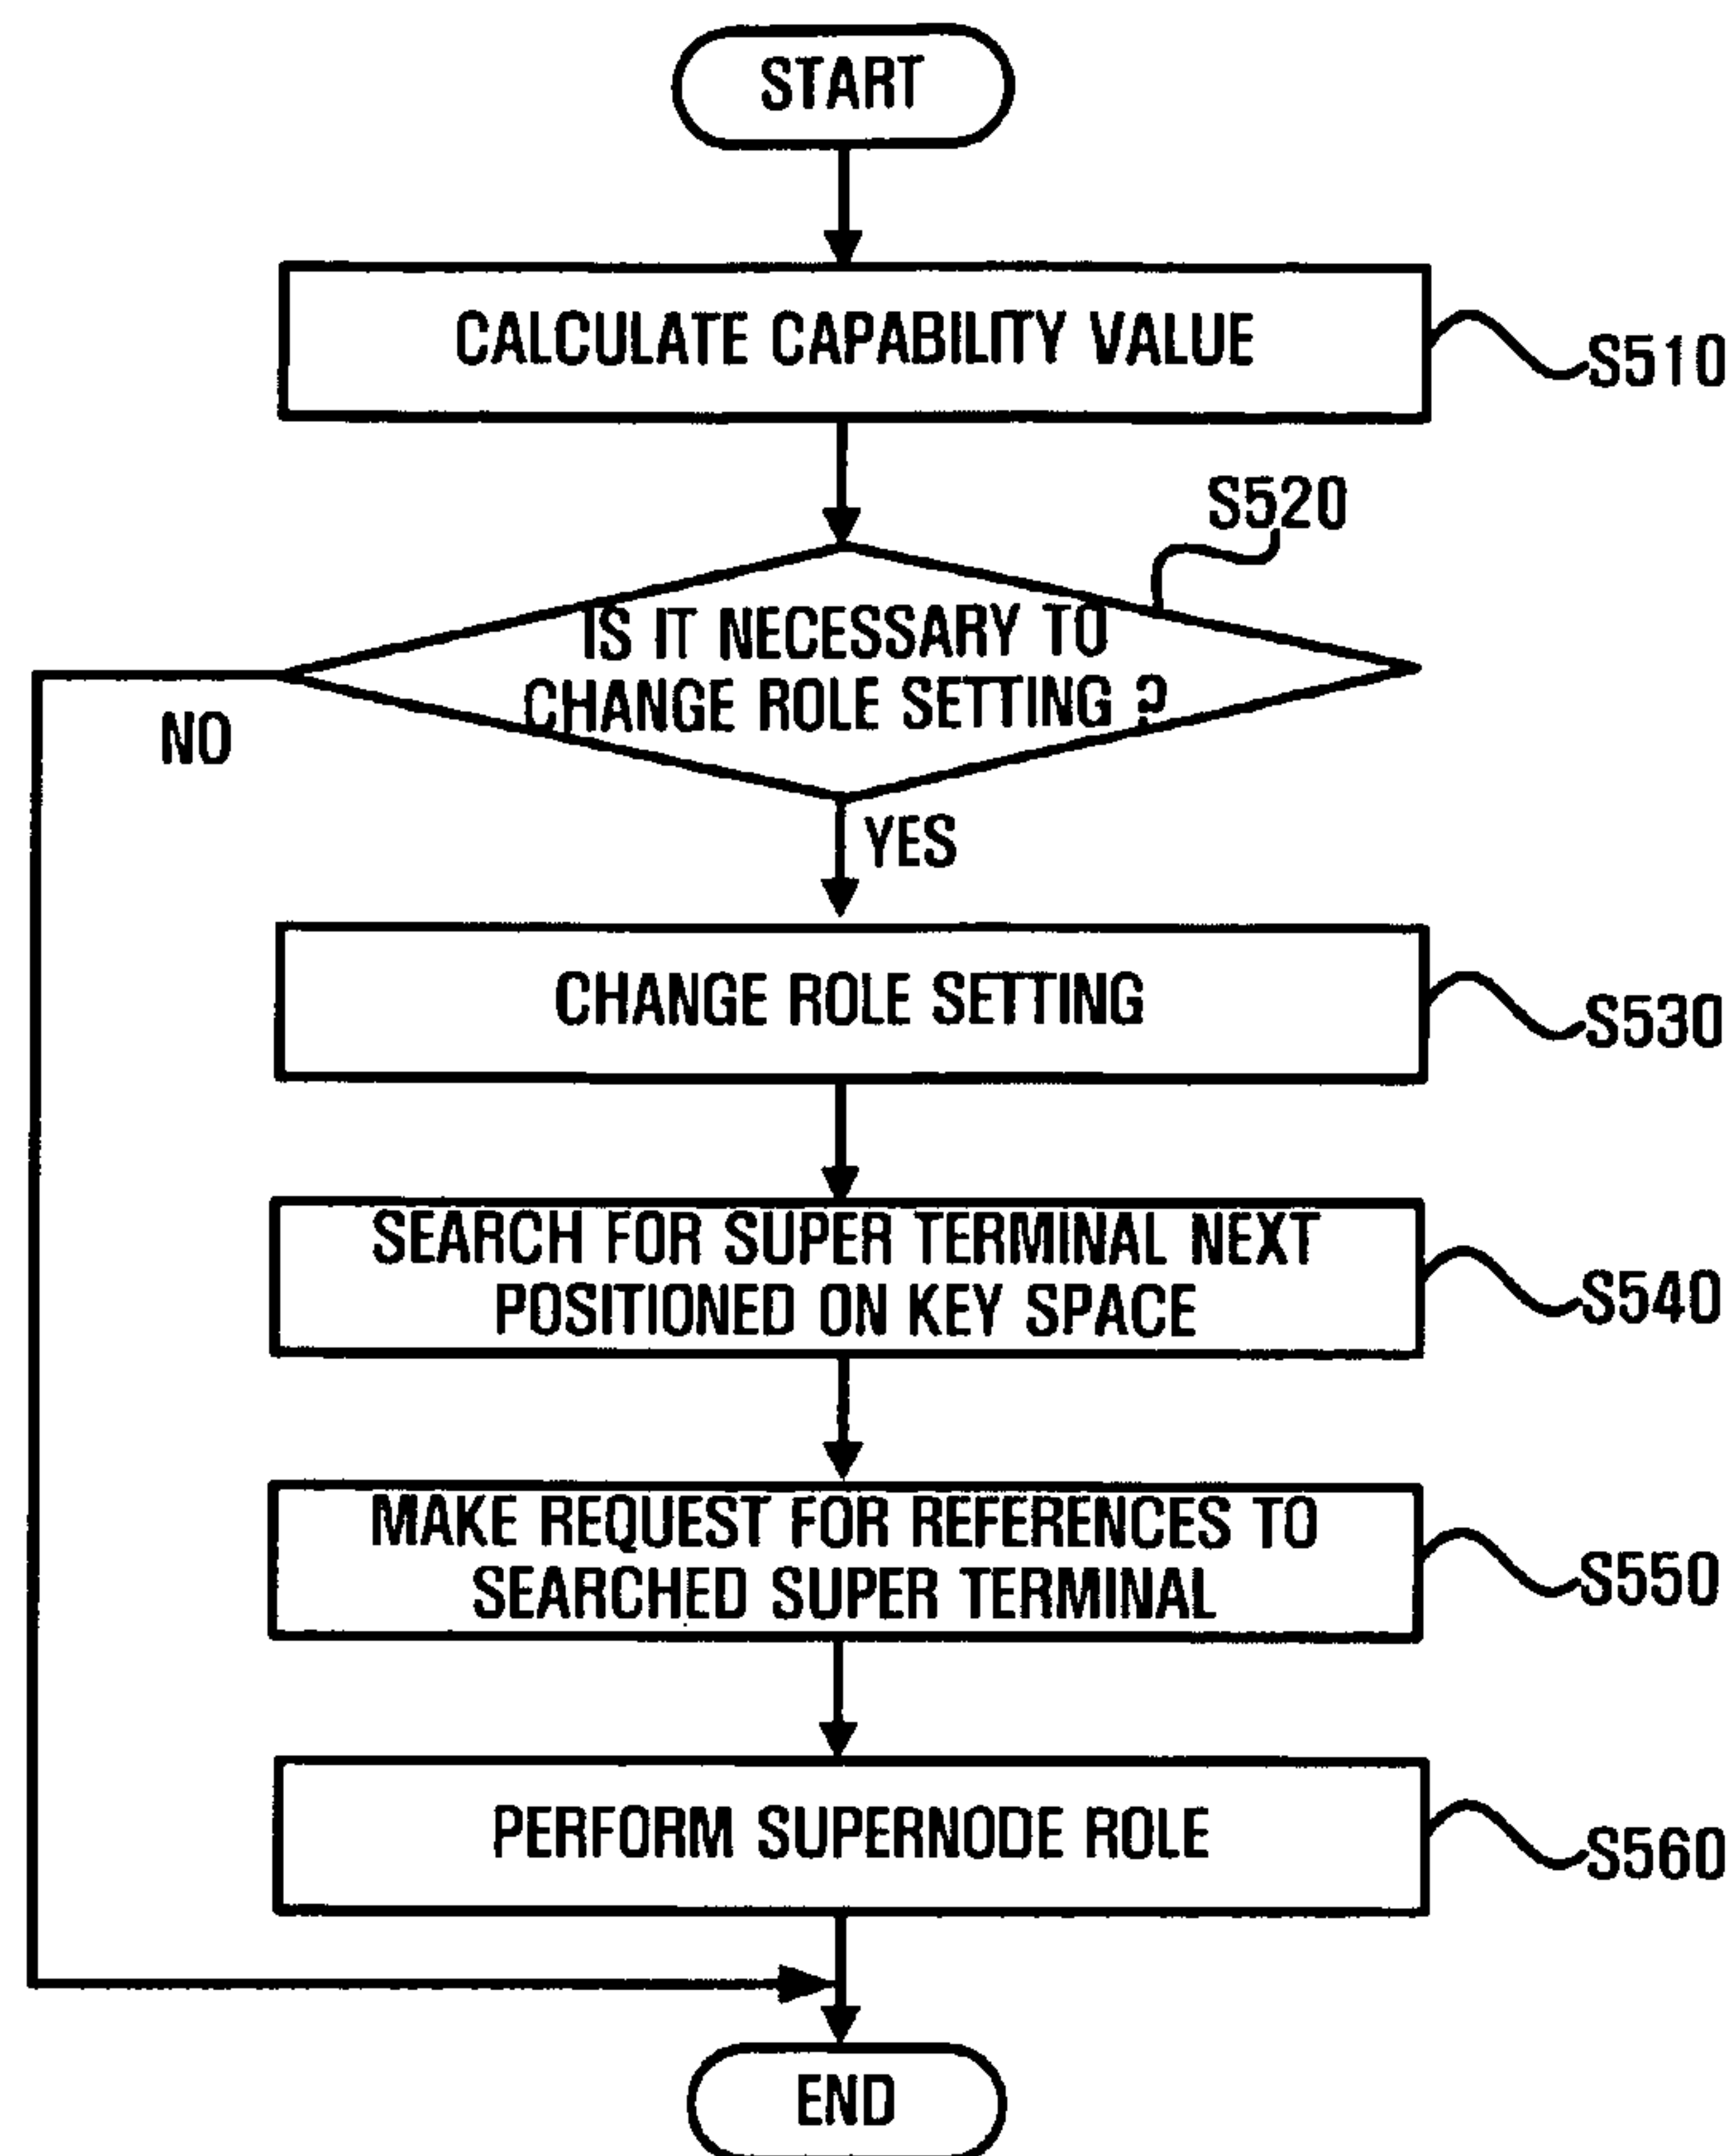 START
CALCULATE CAPABILITY VALUE
S510
S520
IS IT NECESSARY TO
CHANGE ROLE SETTING ?
NO
YES
CHANGE ROLE SETTING
S530
SEARCH FOR SUPER TERMINAL NEXT
POSITIONED ON KEY SPACE
S540
MAKE REQUEST FOR REFERENCES TO
SEARCHED SUPER TERMINAL
S550
PERFORM SUPERNODE ROLE
S560
END